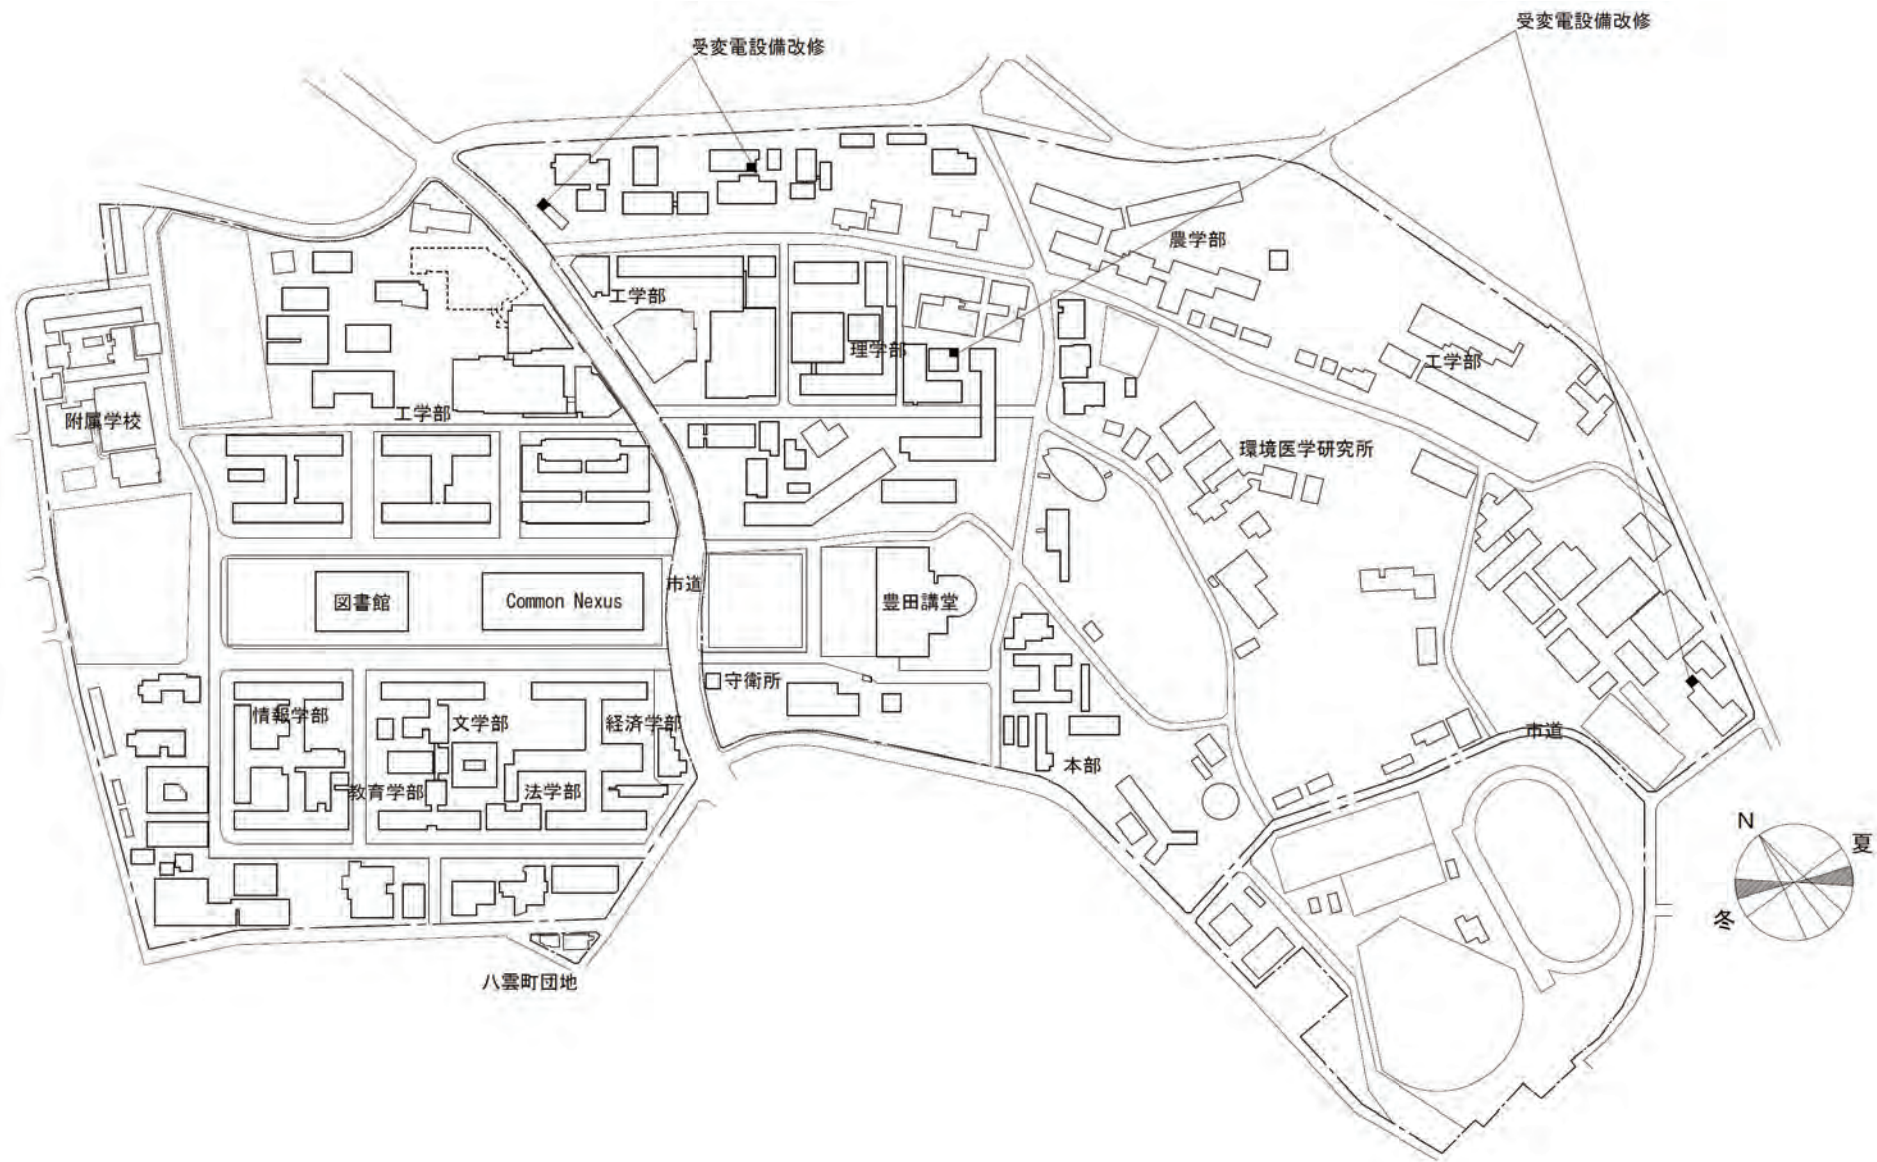 受変電設備改修
受変電設備改修
農学部
工学部
理学部
工学部
工学部
附属学校
環境医学研究所
市道
図書館
Common Nexus
豊田講堂
守衛所
情報学部
文学部
経済学部
市道
本部
教育学部
法学部
N
夏
冬
八雲町団地